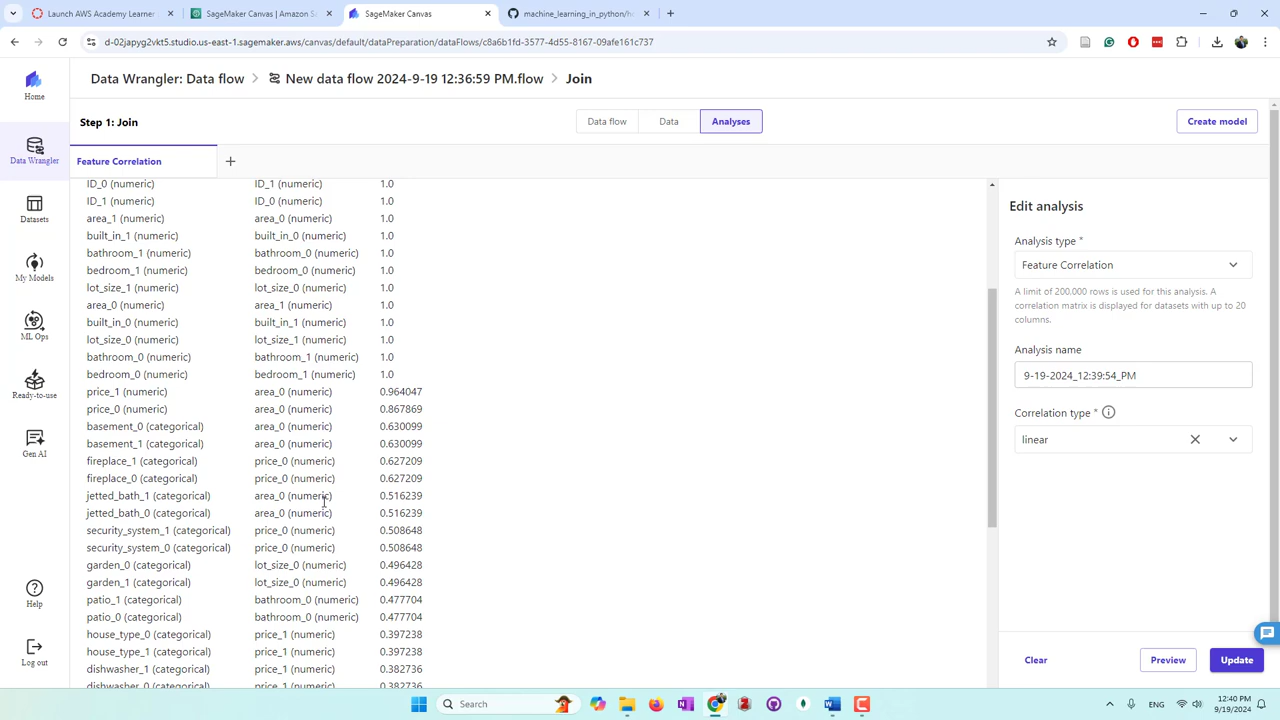 Launch AWS Academy Learner
SageMaker Canvas | Amazon S
SageMaker Canvas
machine_learning_in_python/ho
d-02japyg2vkt5.studio.us-east-1.sagemaker.aws/canvas/default/dataPreparation/dataFlows/c8a6b1fd-3577-4d55-8167-09afe161c737
Home
Data Wrangler
Datasets
My Models
ML Ops
Ready-to-use
Gen AI
Help
Log out
Data Wrangler: Data flow > New data flow 2024-9-19 12:36:59 PM.flow > Join
Step 1: Join
Data flow Data Analyses
Create model
Feature Correlation +
ID_0 (numeric) ID_1 (numeric) 1.0
ID_1 (numeric) ID_0 (numeric) 1.0
area_1 (numeric) area_0 (numeric) 1.0
built_in_1 (numeric) built_in_0 (numeric) 1.0
bathroom_1 (numeric) bathroom_0 (numeric) 1.0
bedroom_1 (numeric) bedroom_0 (numeric) 1.0
lot_size_1 (numeric) lot_size_0 (numeric) 1.0
area_0 (numeric) area_1 (numeric) 1.0
built_in_0 (numeric) built_in_1 (numeric) 1.0
lot_size_0 (numeric) lot_size_1 (numeric) 1.0
bathroom_0 (numeric) bathroom_1 (numeric) 1.0
bedroom_0 (numeric) bedroom_1 (numeric) 1.0
price_1 (numeric) area_0 (numeric) 0.964047
price_0 (numeric) area_0 (numeric) 0.867869
basement_0 (categorical) area_0 (numeric) 0.630099
basement_1 (categorical) area_0 (numeric) 0.630099
fireplace_1 (categorical) price_0 (numeric) 0.627209
fireplace_0 (categorical) price_0 (numeric) 0.627209
jetted_bath_1 (categorical) area_0 (numeric) 0.516239
jetted_bath_0 (categorical) area_0 (numeric) 0.516239
security_system_1 (categorical) price_0 (numeric) 0.508648
security_system_0 (categorical) price_0 (numeric) 0.508648
garden_0 (categorical) lot_size_0 (numeric) 0.496428
garden_1 (categorical) lot_size_0 (numeric) 0.496428
patio_1 (categorical) bathroom_0 (numeric) 0.477704
patio_0 (categorical) bathroom_0 (numeric) 0.477704
house_type_0 (categorical) price_1 (numeric) 0.397238
house_type_1 (categorical) price_1 (numeric) 0.397238
dishwasher_1 (categorical) price_1 (numeric) 0.382736
dishwasher_0 (categorical) price_1 (numeric) 0.382736
Edit analysis
Analysis type *
Feature Correlation
A limit of 200,000 rows is used for this analysis. A
correlation matrix is displayed for datasets with up to 20
columns.
Analysis name
9-19-2024_12:39:54_PM
Correlation type *
linear
Clear Preview Update
Search
12:40 PM
9/19/2024